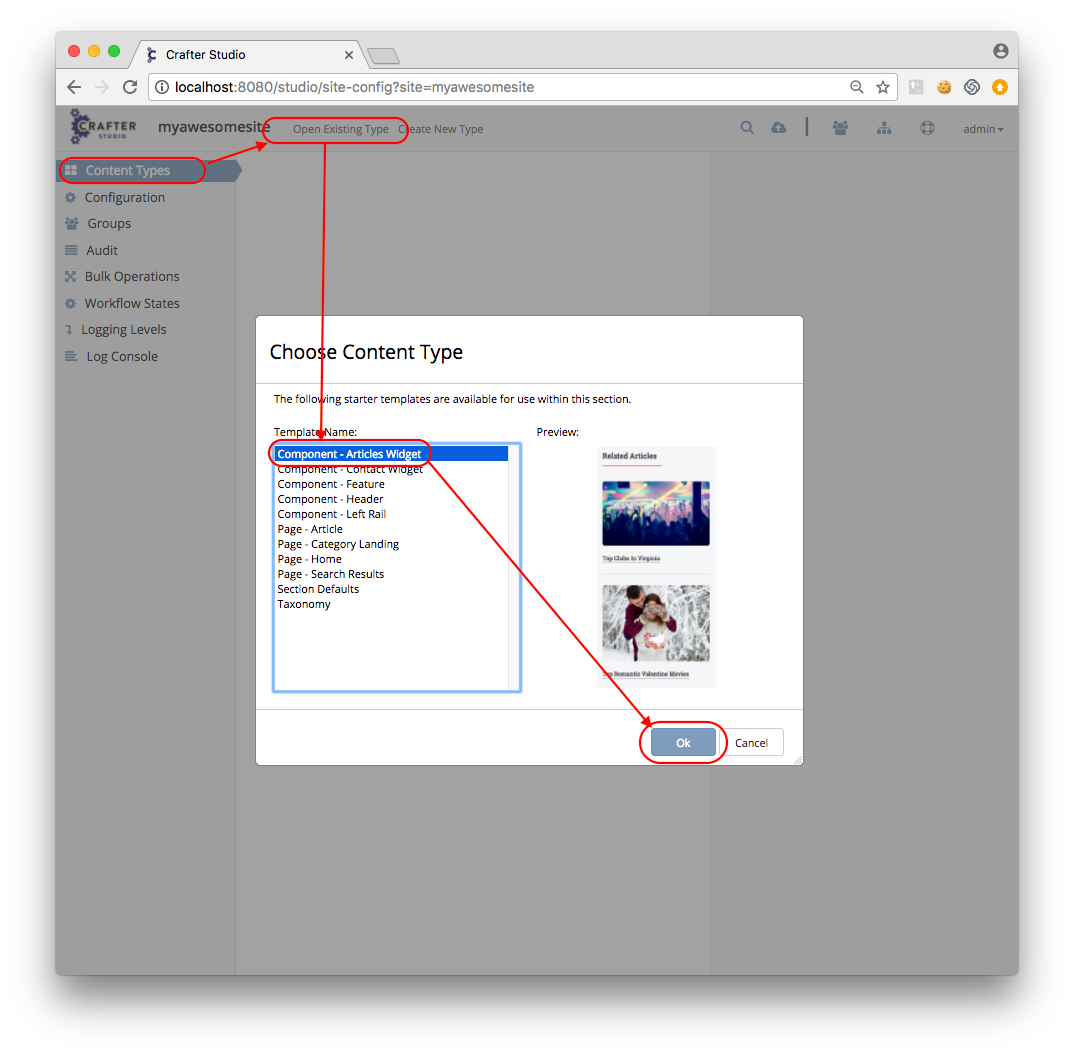 Crafter Studio
localhost:8080/studio/site-config?site=myawesomesite
CRAFTER
STUDIO
myawesomesite
Open Existing Type
Create New Type
admin
Content Types
Configuration
Groups
Audit
Bulk Operations
Workflow States
Logging Levels
Log Console
Choose Content Type
The following starter templates are available for use within this section.
Template Name:
Preview:
Component - Articles Widget
Component - Contact Widget
Component - Feature
Component - Header
Component - Left Rail
Page - Article
Page - Category Landing
Page - Home
Page - Search Results
Section Defaults
Taxonomy
Related Articles
Top Clubs In Virginia
Top Romantic Valentine Movies
Ok
Cancel